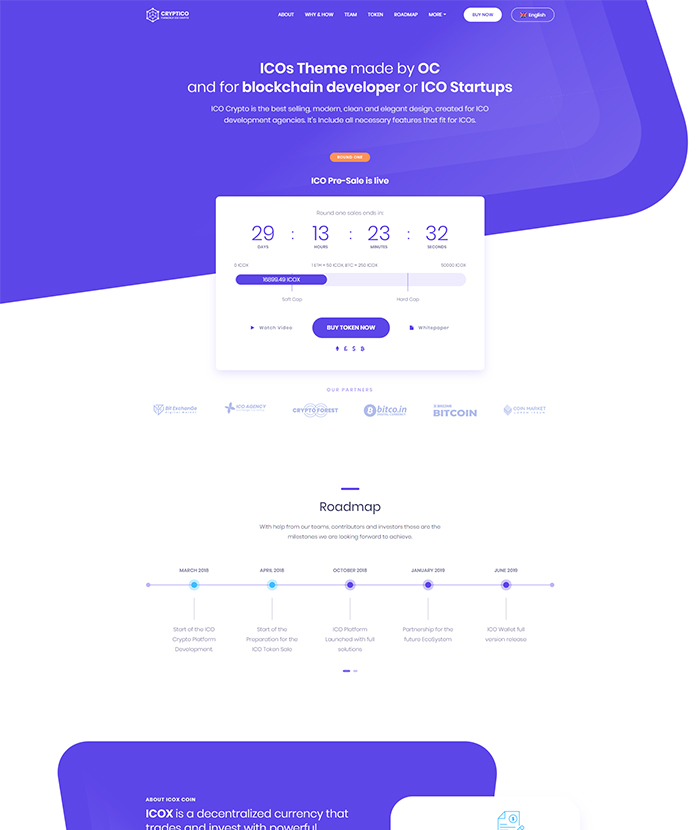 CRYPTICO
ABOUT WHY & HOW TEAM TOKEN ROADMAP MORE BUY NOW English
ICOs Theme made by OC
and for blockchain developer or ICO Startups
ICO Crypto is the best selling, modern, clean and elegant design, created for ICO
development agencies. It's Include all necessary features that fit for ICOs.
ROUND ONE
ICO Pre-Sale is live
Round one sales ends in:
29 : 13 : 23 : 32
DAYS HOURS MINUTES SECONDS
0 ICOX 1 ETH = 50 ICOX, BTC = 250 ICOX 50000 ICOX
16899.49 ICOX
Soft Cap Hard Cap
Watch Video BUY TOKEN NOW Whitepaper
OUR PARTNERS
Bit Exchange ICO AGENCY CRYPTO FOREST bitco.in BITCOIN COIN MARKET
DIGITAL CURRENCY
Roadmap
With help from our teams, contributors and investors these are the
milestones we are looking forward to achieve.
MARCH 2018 APRIL 2018 OCTOBER 2018 JANUARY 2019 JUNE 2019
Start of the ICO Start of the ICO Platform Partnership for the ICO Wallet full
Crypto Platform Preparation for the Launched with full future EcoSystem version release
Development. ICO Token Sale solutions
ABOUT ICOX COIN
ICOX is a decentralized currency that
trades and invest with powerful